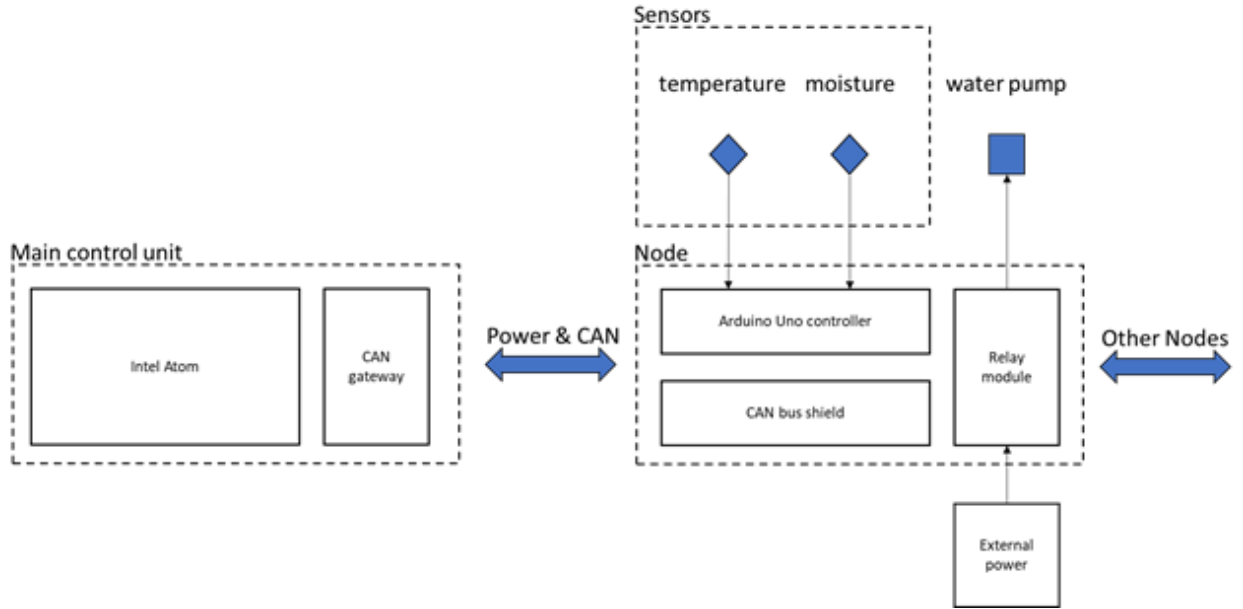 Sensors
temperature
moisture
water pump
Main control unit
Node
Intel Atom
CAN
gateway
Power & CAN
Arduino Uno controller
CAN bus shield
Relay
module
Other Nodes
External
power